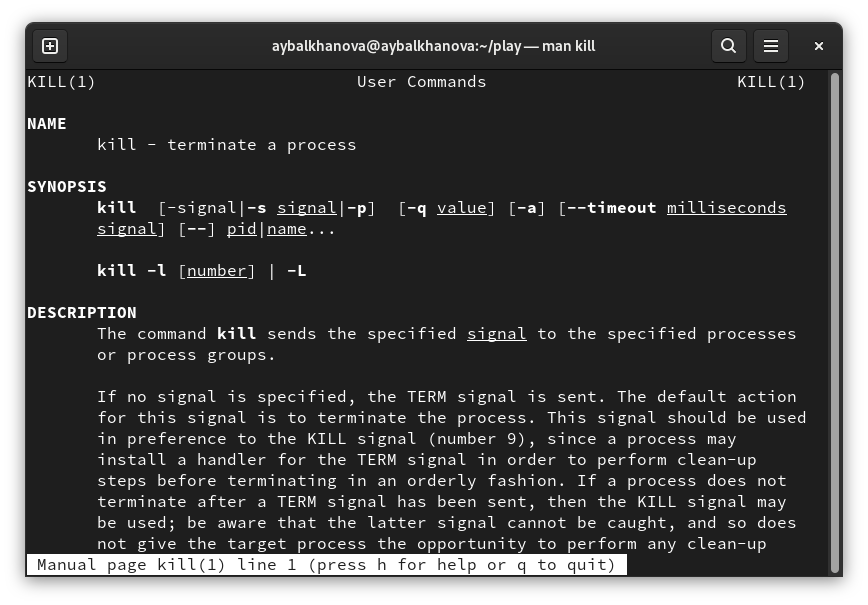 aybalkhanova@aybalkhanova:~/play — man kill
KILL(1) User Commands KILL(1)
NAME
kill - terminate a process
SYNOPSIS
kill [-signal|-s signal|-p] [-q value] [-a] [--timeout milliseconds
signal] [--] pid|name...
kill -l [number] | -L
DESCRIPTION
The command kill sends the specified signal to the specified processes
or process groups.
If no signal is specified, the TERM signal is sent. The default action
for this signal is to terminate the process. This signal should be used
in preference to the KILL signal (number 9), since a process may
install a handler for the TERM signal in order to perform clean-up
steps before terminating in an orderly fashion. If a process does not
terminate after a TERM signal has been sent, then the KILL signal may
be used; be aware that the latter signal cannot be caught, and so does
not give the target process the opportunity to perform any clean-up
Manual page kill(1) line 1 (press h for help or q to quit)